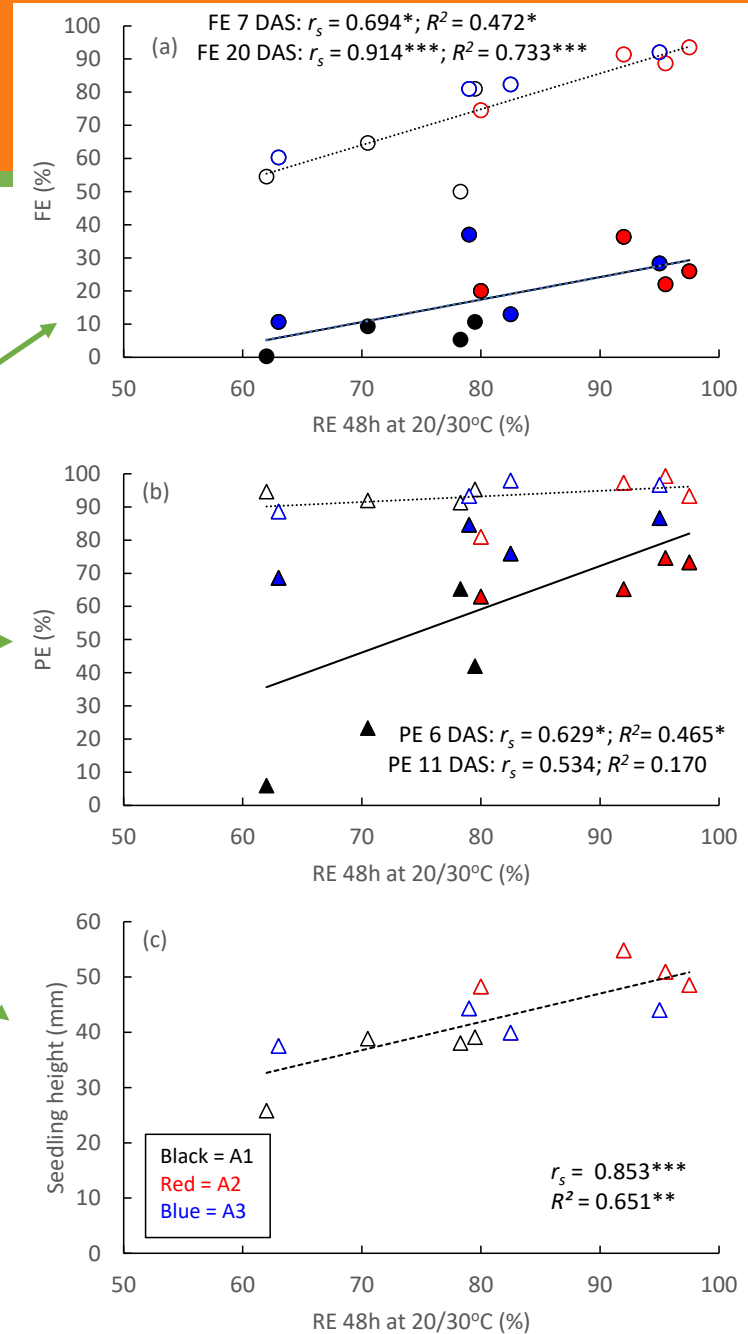 FE 7 DAS: rs = 0.694*; R² = 0.472*
(a)
FE 20 DAS: rs = 0.914***; R² = 0.733***
100
90
80
70
60
50
40
30
20
10
0
FE (%)
50 60 70 80 90 100
RE 48h at 20/30ºC (%)
(b)
100
90
80
70
60
50
40
30
20
10
0
PE (%)
PE 6 DAS: rs = 0.629*; R²= 0.465*
PE 11 DAS: rs = 0.534; R² = 0.170
50 60 70 80 90 100
RE 48h at 20/30ºC (%)
(c)
60
50
40
30
20
10
0
Seedling height (mm)
Black = A1
Red = A2
Blue = A3
rs = 0.853***
R² = 0.651**
50 60 70 80 90 100
RE 48h at 20/30ºC (%)